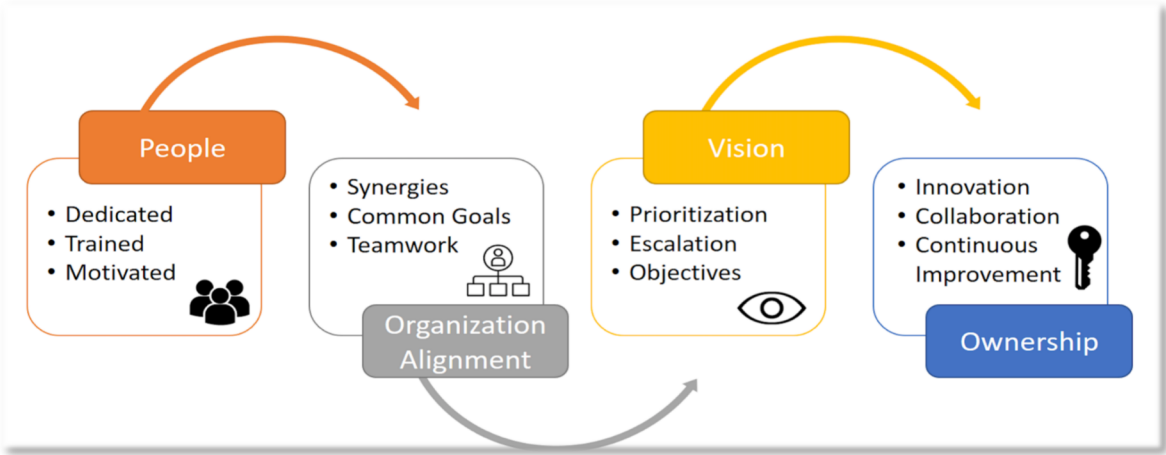 People
• Dedicated
• Trained
• Motivated
• Synergies
• Common Goals
• Teamwork
Organization
Alignment
Vision
• Prioritization
• Escalation
• Objectives
• Innovation
• Collaboration
• Continuous
Improvement
Ownership